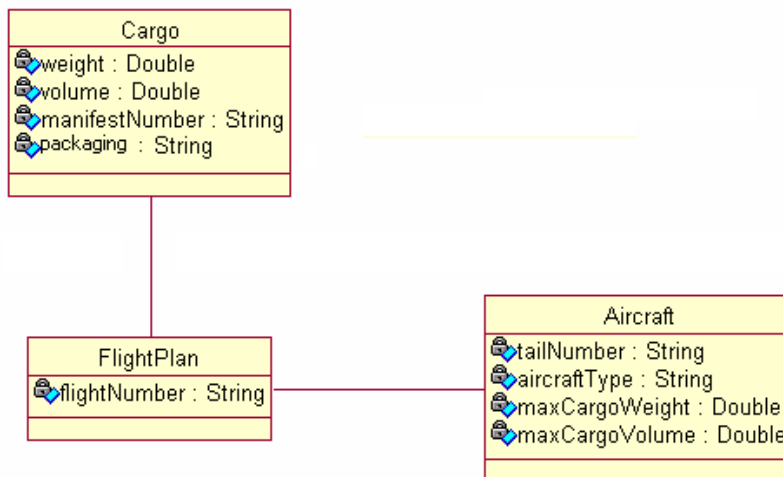 Cargo
weight : Double
volume : Double
manifestNumber : String
packaging : String
FlightPlan
flightNumber : String
Aircraft
tailNumber : String
aircraftType : String
maxCargoWeight : Double
maxCargoVolume : Double